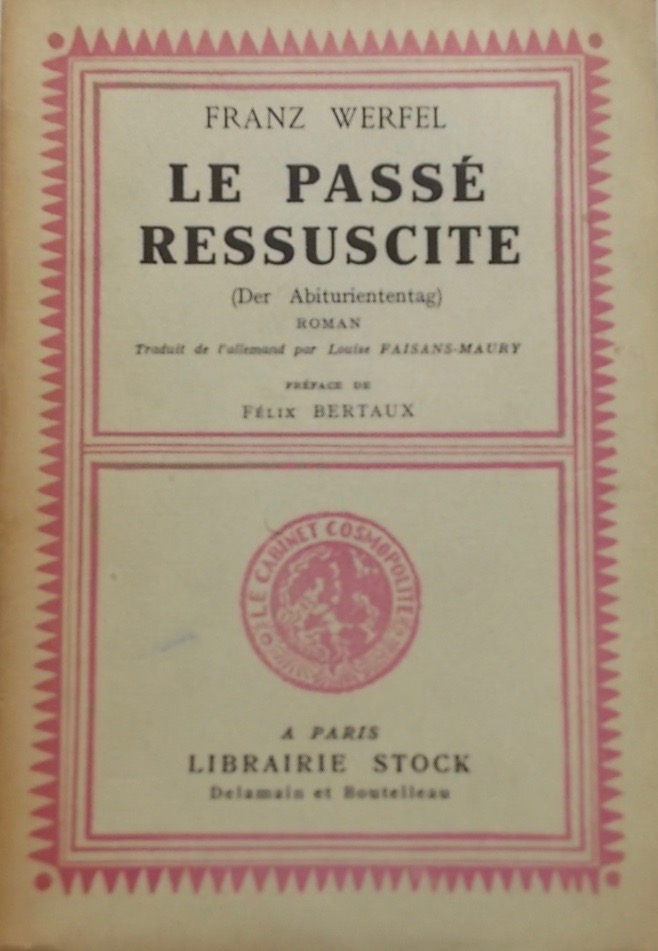 FRANZ WERFEL
LE PASSÉ
RESSUSCITE
(Der Abituriententag)
ROMAN
Traduit de l'allemand par Louise FAISANS-MAURY
PRÉFACE DE
FÉLIX BERTAUX
LE CABINET COSMOPOLITE
A PARIS
LIBRAIRIE STOCK
Delamain et Boutelleau